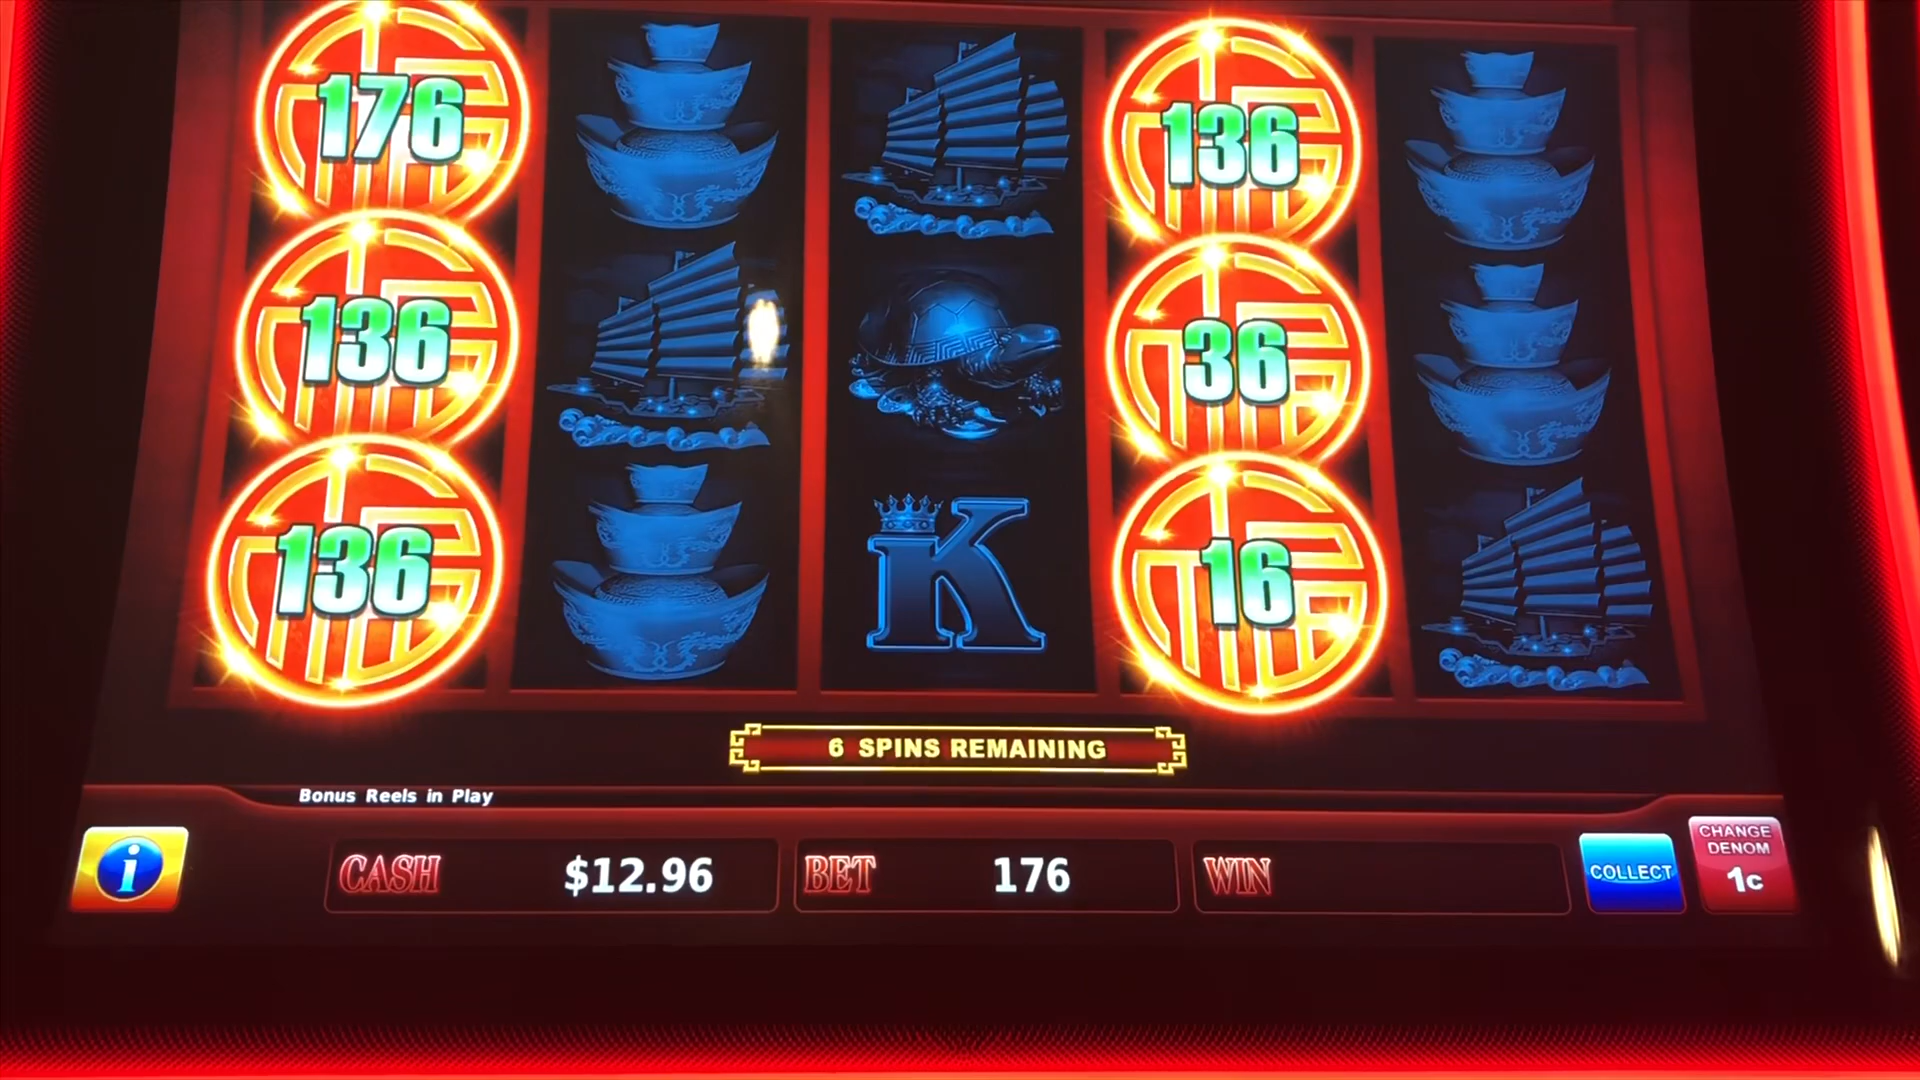 176
136
136
36
136
16
K
6 SPINS REMAINING
Bonus Reels in Play
i
CASH $12.96
BET 176
WIN
COLLECT
CHANGE
DENOM
1c